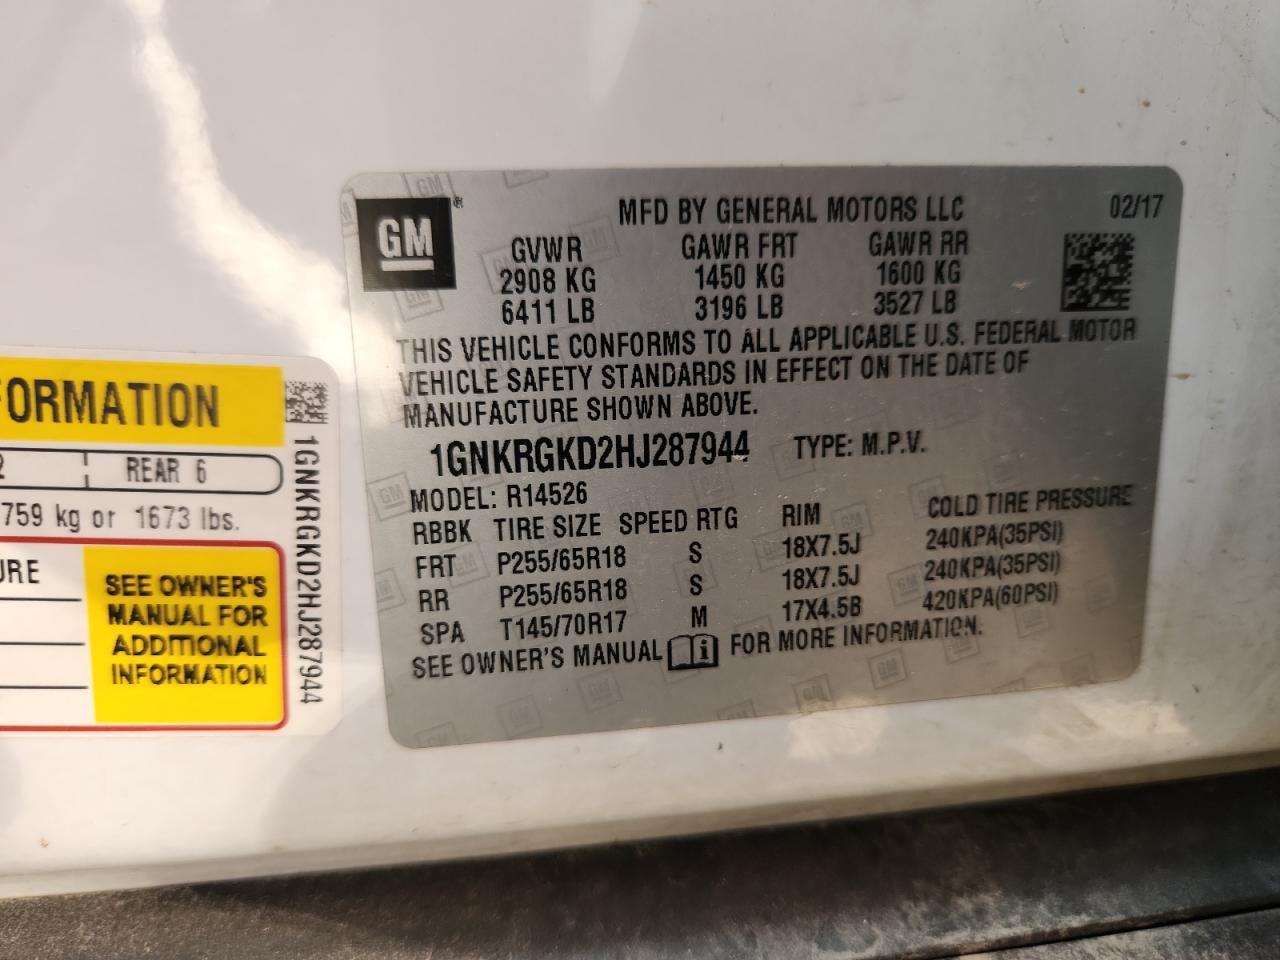 FORMATION
2 REAR 6
759 kg or 1673 lbs.
URE
SEE OWNER'S
MANUAL FOR
ADDITIONAL
INFORMATION
1GNKRGKD2HJ287944
GM
MFD BY GENERAL MOTORS LLC 02/17
GVWR GAWR FRT GAWR RR
2908 KG 1450 KG 1600 KG
6411 LB 3196 LB 3527 LB
THIS VEHICLE CONFORMS TO ALL APPLICABLE U.S. FEDERAL MOTOR
VEHICLE SAFETY STANDARDS IN EFFECT ON THE DATE OF
MANUFACTURE SHOWN ABOVE.
1GNKRGKD2HJ287944 TYPE: M.P.V.
MODEL: R14526
RBBK TIRE SIZE SPEED RTG RIM COLD TIRE PRESSURE
FRT P255/65R18 S 18X7.5J 240KPA(35PSI)
RR P255/65R18 S 18X7.5J 240KPA(35PSI)
SPA T145/70R17 M 17X4.5B 420KPA(60PSI)
SEE OWNER'S MANUAL i FOR MORE INFORMATION.